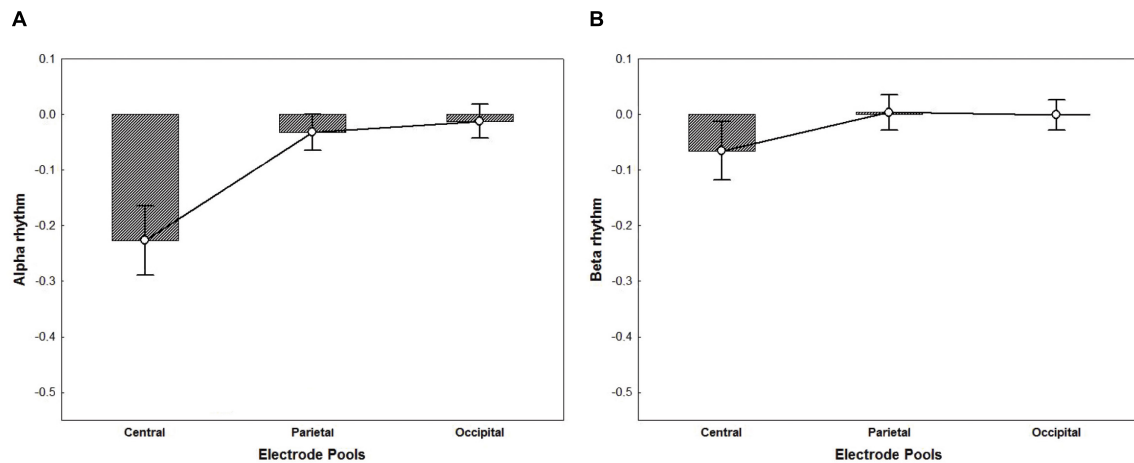 A
0.1
0.0
-0.1
-0.2
-0.3
-0.4
-0.5
Alpha rhythm
Central Parietal Occipital
Electrode Pools
B
0.1
0.0
-0.1
-0.2
-0.3
-0.4
-0.5
Beta rhythm
Central Parietal Occipital
Electrode Pools